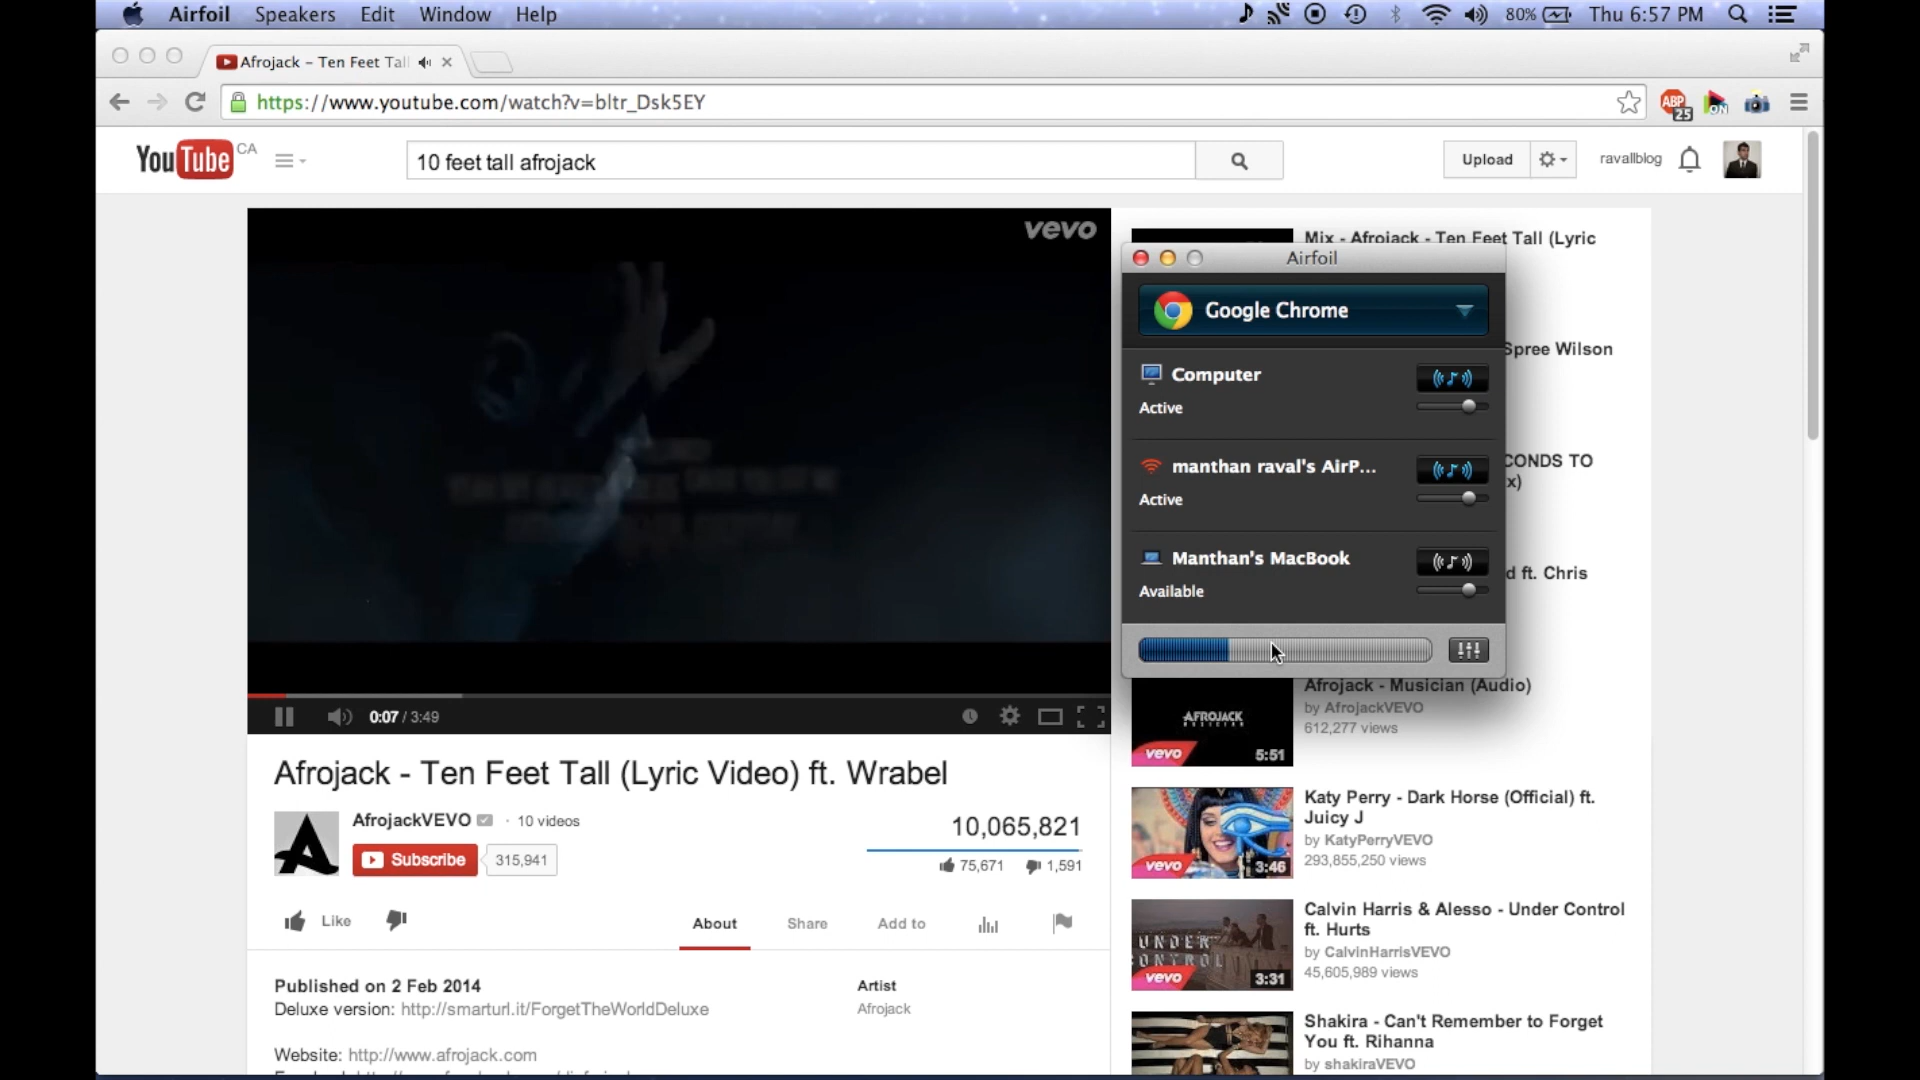 Airfoil Speakers Edit Window Help
80% Thu 6:57 PM
Afrojack – Ten Feet Tall
https://www.youtube.com/watch?v=bltr_Dsk5EY
ABP 25 ON
YouTube CA
10 feet tall afrojack
Upload
ravallblog
vevo
0:07 / 3:49
Afrojack - Ten Feet Tall (Lyric Video) ft. Wrabel
AfrojackVEVO · 10 videos
Subscribe 315,941
10,065,821
75,671 1,591
Like
About Share Add to
Published on 2 Feb 2014
Deluxe version: http://smarturl.it/ForgetTheWorldDeluxe
Website: http://www.afrojack.com
Artist
Afrojack
Mix - Afrojack - Ten Feet Tall (Lyric
Airfoil
Google Chrome
Computer
Active
manthan raval's AirP...
Active
Manthan's MacBook
Available
Spree Wilson
CONDS TO
x)
d ft. Chris
AFROJACK
MUSICIAN
vevo 5:51
Afrojack - Musician (Audio)
by AfrojackVEVO
612,277 views
vevo 3:46
Katy Perry - Dark Horse (Official) ft.
Juicy J
by KatyPerryVEVO
293,855,250 views
UNDER
CONTROL
vevo 3:31
Calvin Harris & Alesso - Under Control
ft. Hurts
by CalvinHarrisVEVO
45,605,989 views
Shakira - Can't Remember to Forget
You ft. Rihanna
by shakiraVEVO